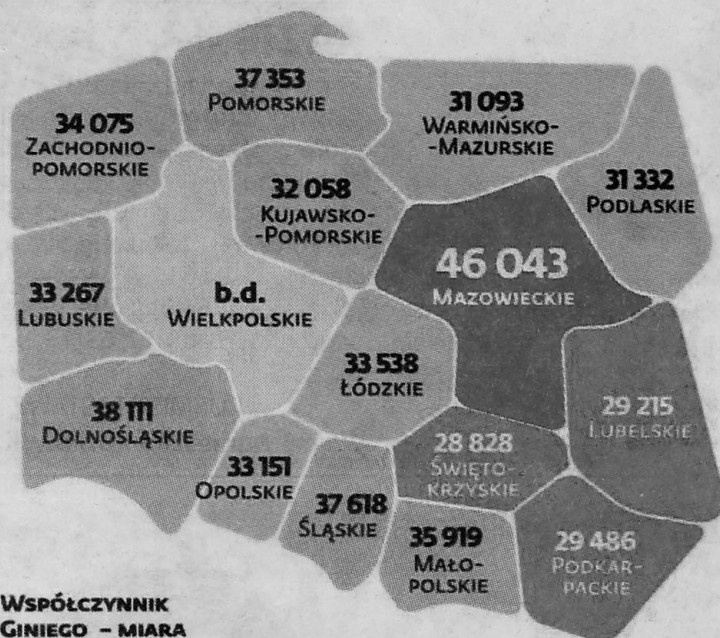 37 353
POMORSKIE
34 075
ZACHODNIO-
POMORSKIE
31 093
WARMIŃSKO-
-MAZURSKIE
32 058
KUJAWSKO-
-POMORSKIE
31 332
PODLASKIE
46 043
MAZOWIECKIE
33 267
LUBUSKIE
b.d.
WIELKPOLSKIE
33 538
ŁÓDZKIE
38 111
DOLNOŚLĄSKIE
29 215
LUBELSKIE
28 828
ŚWIĘTO-
KRZYSKIE
33 151
OPOLSKIE
37 618
ŚLĄSKIE
35 919
MAŁO-
POLSKIE
29 486
PODKAR-
PACKIE
WSPÓŁCZYNNIK
GINIEGO – MIARA